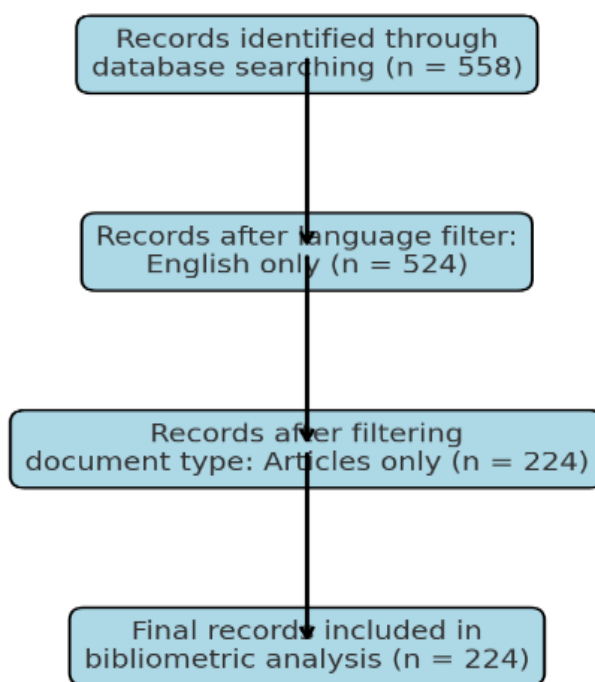 Records identified through
database searching (n = 558)
Records after language filter:
English only (n = 524)
Records after filtering
document type: Articles only (n = 224)
Final records included in
bibliometric analysis (n = 224)